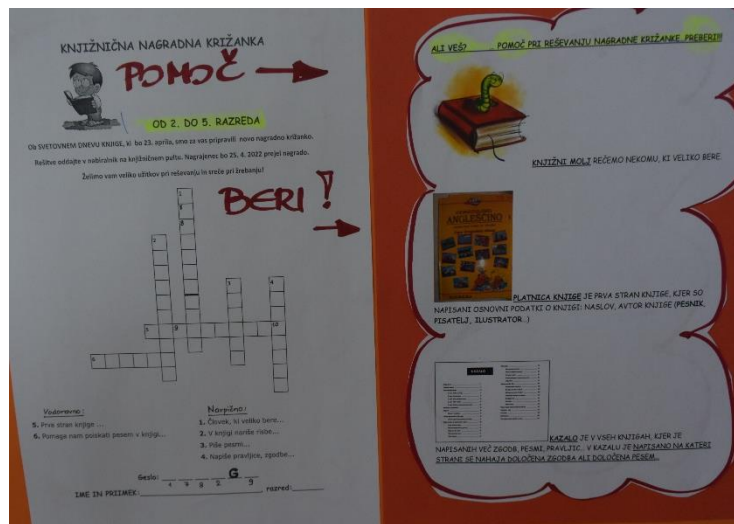 KNJIŽNIČNA NAGRADNA KRIŽANKA
POMOČ
OD 2. DO 5. RAZREDA
Ob SVETOVNEM DNEVU KNJIGE, ki bo 23. aprila, smo za vas pripravili novo nagradno križanko.
Rešitve oddajte v nabiralnik na knjižničnem pultu. Nagrajenec bo 25. 4. 2022 prejel nagrado.
Želimo vam veliko užitkov pri reševanju in sreče pri žrebanju!
BERI!
Vodoravno:
5. Prva stran knjige ...
6. Pomaga nam poiskati pesem v knjigi...
Navpično:
1. Človek, ki veliko bere...
2. V knjigi nariše risbe...
3. Piše pesmi...
4. Napiše pravljice, zgodbe...
Geslo: G
IME IN PRIIMEK: razred:
ALI VEŠ? POMOČ PRI REŠEVANJU NAGRADNE KRIŽANKE PREBERI!!!
KNJIŽNI MOLJ REČEMO NEKOMU, KI VELIKO BERE.
ANGLEŠČINO
PLATNICA KNJIGE JE PRVA STRAN KNJIGE, KJER SO
NAPISANI OSNOVNI PODATKI O KNJIGI: NASLOV, AVTOR KNJIGE (PESNIK,
PISATELJ, ILUSTRATOR...)
KAZALO
KAZALO JE V VSEH KNJIGAH, KJER JE
NAPISANIH VEČ ZGODB, PESMI, PRAVLJIC... V KAZALU JE NAPISANO NA KATERI
STRANI SE NAHAJA DOLOČENA ZGODBA ALI DOLOČENA PESEM...